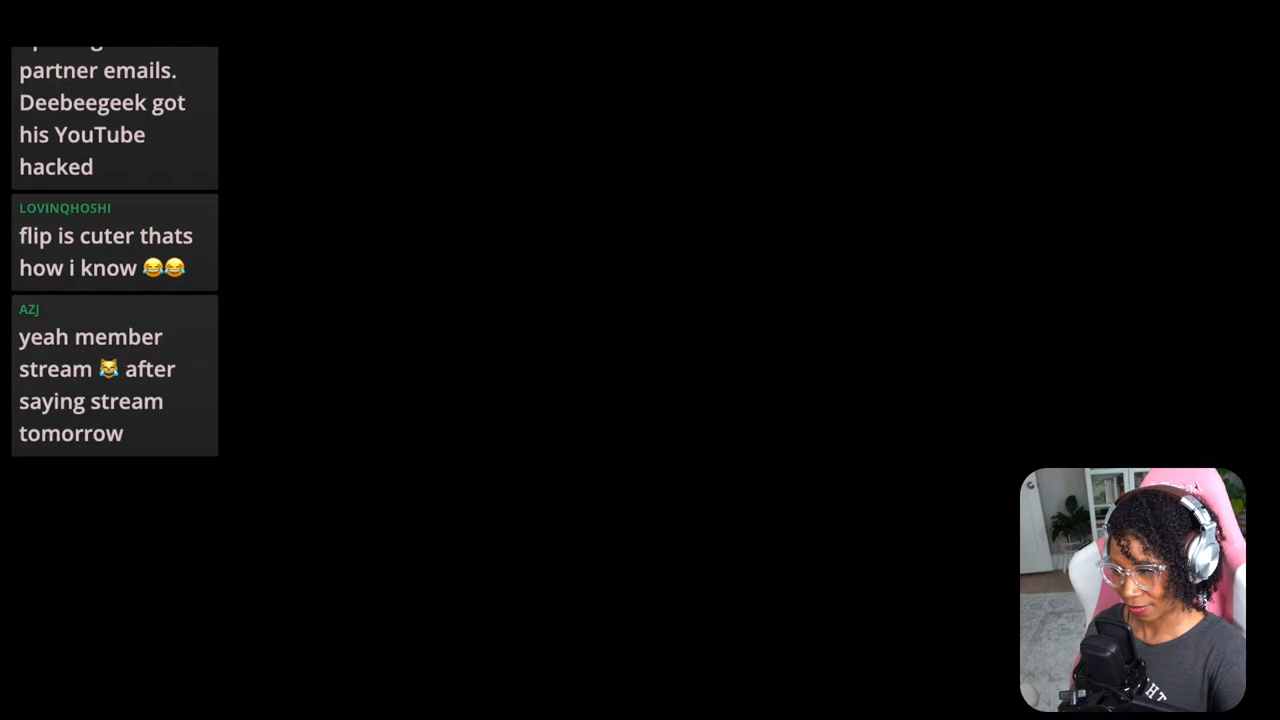 partner emails.
Deebeegeek got
his YouTube
hacked
LOVINQHOSHI
flip is cuter thats
how i know 😂😂
AZJ
yeah member
stream 😹 after
saying stream
tomorrow
HT